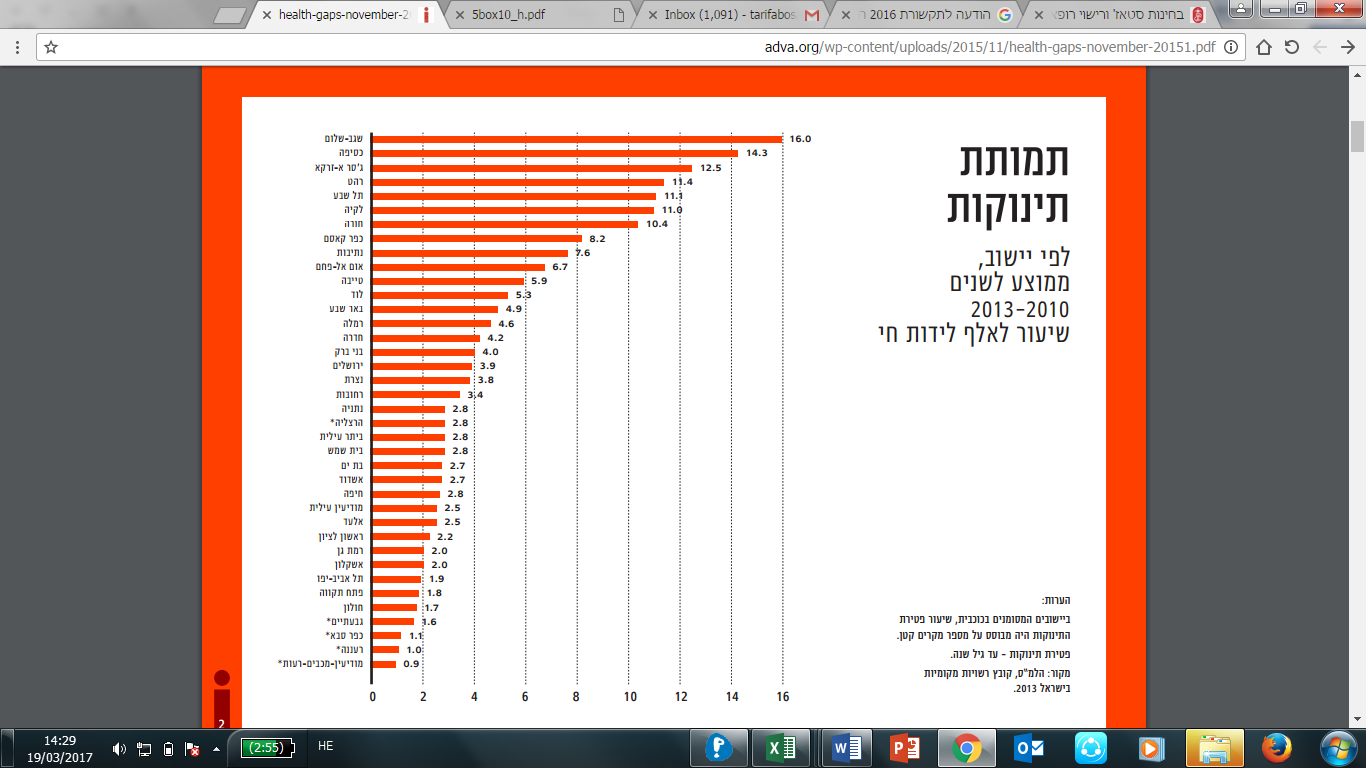 health-gaps-november-2
5box10_h.pdf
Inbox (1,091) - tarifabos
הודעה לתקשורת 2016 ה
בחינות סטאז' ורישוי רופא
adva.org/wp-content/uploads/2015/11/health-gaps-november-20151.pdf
תמותת
תינוקות
לפי יישוב,
ממוצע לשנים
2013-2010
שיעור לאלף לידות חי
שגב-שלום 16.0
כסיפה 14.3
ג'סר א-זרקא 12.5
רהט 11.4
תל שבע 11.1
לקיה 11.0
חורה 10.4
כפר קאסם 8.2
נתיבות 7.6
אום אל-פחם 6.7
טייבה 5.9
לוד 5.3
באר שבע 4.9
רמלה 4.6
חדרה 4.2
בני ברק 4.0
ירושלים 3.9
נצרת 3.8
רחובות 3.4
נתניה 2.8
הרצליה* 2.8
ביתר עילית 2.8
בית שמש 2.8
בת ים 2.7
אשדוד 2.7
חיפה 2.8
מודיעין עילית 2.5
אלעד 2.5
ראשון לציון 2.2
רמת גן 2.0
אשקלון 2.0
תל אביב-יפו 1.9
פתח תקווה 1.8
חולון 1.7
גבעתיים* 1.6
כפר סבא* 1.1
רעננה* 1.0
מודיעין-מכבים-רעות* 0.9
0 2 4 6 8 10 12 14 16
הערות:
ביישובים המסומנים בכוכבית, שיעור פטירת
התינוקות היה מבוסס על מספר מקרים קטן.
פטירת תינוקות - עד גיל שנה.
מקור: הלמ"ס, קובץ רשויות מקומיות
בישראל 2013.
2
14:29
19/03/2017
(2:55)
HE